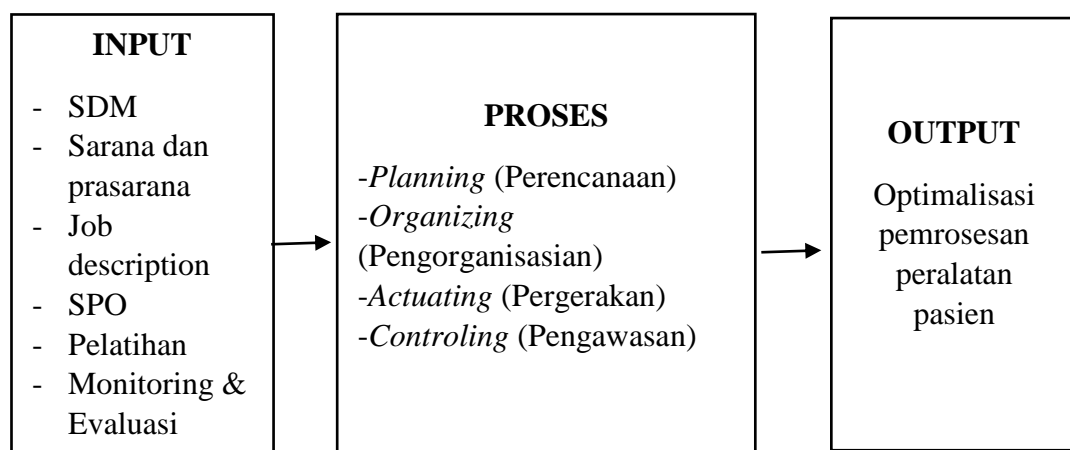 INPUT
- SDM
- Sarana dan
prasarana
- Job
description
- SPO
- Pelatihan
- Monitoring &
Evaluasi
PROSES
-Planning (Perencanaan)
-Organizing
(Pengorganisasian)
-Actuating (Pergerakan)
-Controling (Pengawasan)
OUTPUT
Optimalisasi
pemrosesan
peralatan
pasien